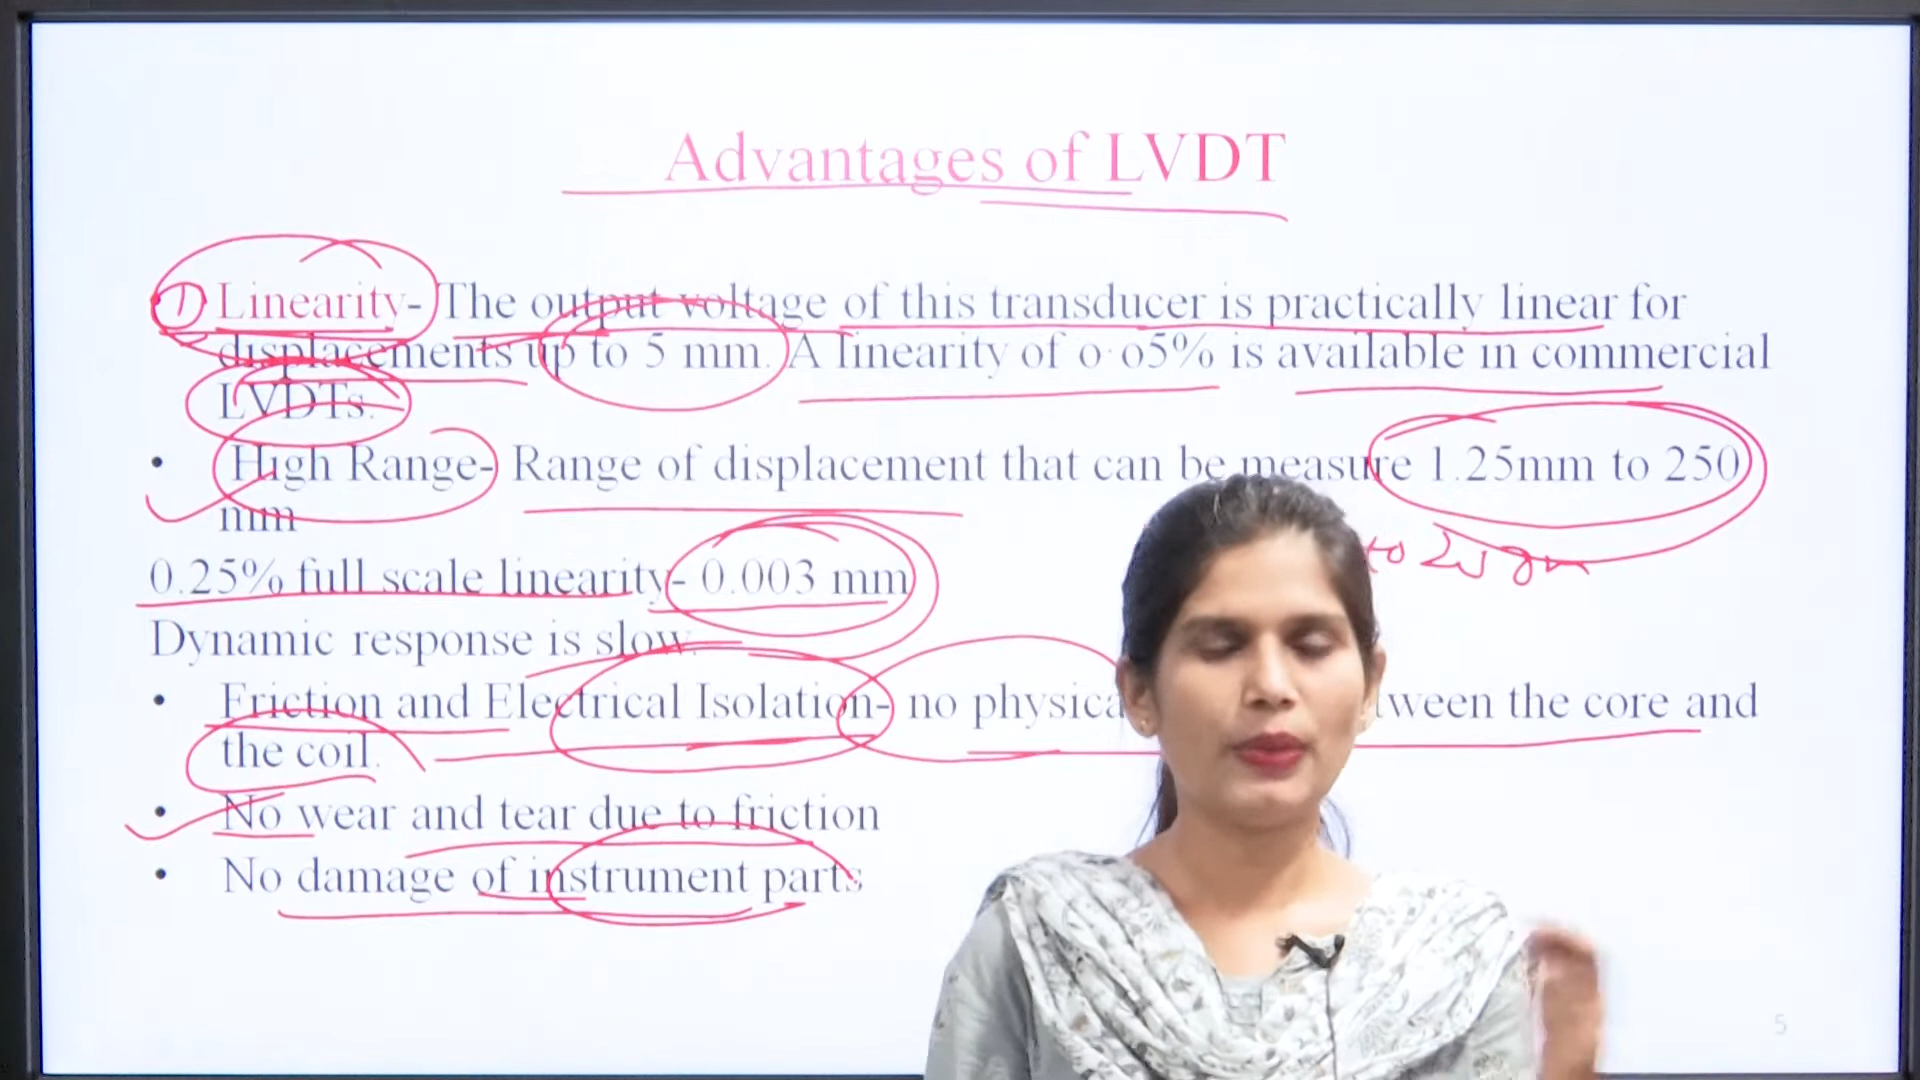 Advantages of LVDT
① Linearity- The output voltage of this transducer is practically linear for
displacements up to 5 mm. A linearity of o·o5% is available in commercial
LVDTs.
• High Range- Range of displacement that can be measure 1.25mm to 250
mm
to
0.25% full scale linearity- 0.003 mm
Dynamic response is slow.
• Friction and Electrical Isolation- no between the core and
the coil.
• No wear and tear due to friction
• No damage of instrument parts
5